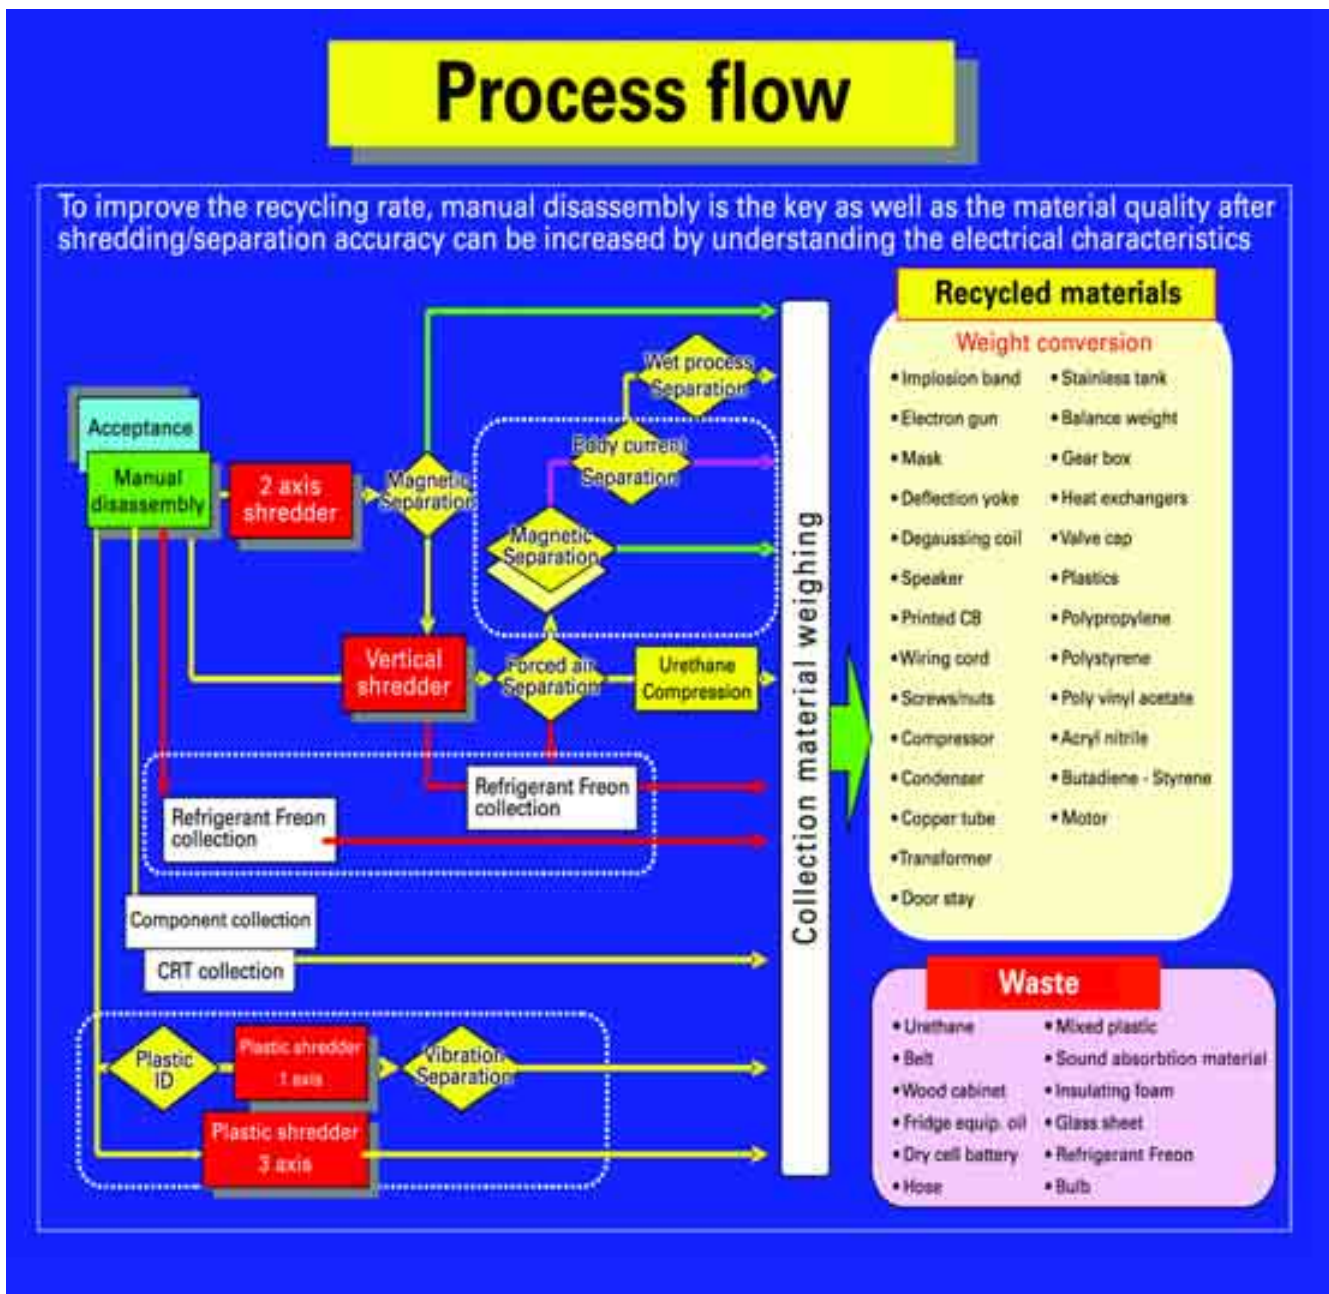 Process flow
To improve the recycling rate, manual disassembly is the key as well as the material quality after
shredding/separation accuracy can be increased by understanding the electrical characteristics
Acceptance
Manual
disassembly
2 axis
shredder
Magnetic
Separation
Wet process
Separation
Eddy current
Separation
Magnetic
Separation
Vertical
shredder
Forced air
Separation
Urethane
Compression
Refrigerant Freon
collection
Refrigerant Freon
collection
Component collection
CRT collection
Plastic
ID
Plastic shredder
1 axis
Vibration
Separation
Plastic shredder
3 axis
Collection material weighing
Recycled materials
Weight conversion
• Implosion band
• Electron gun
• Mask
• Deflection yoke
• Degaussing coil
• Speaker
• Printed CB
• Wiring cord
• Screws/nuts
• Compressor
• Condenser
• Copper tube
• Transformer
• Door stay
• Stainless tank
• Balance weight
• Gear box
• Heat exchangers
• Valve cap
• Plastics
• Polypropylene
• Polystyrene
• Poly vinyl acetate
• Acryl nitrile
• Butadiene - Styrene
• Motor
Waste
• Urethane
• Belt
• Wood cabinet
• Fridge equip. oil
• Dry cell battery
• Hose
• Mixed plastic
• Sound absorbtion material
• Insulating foam
• Glass sheet
• Refrigerant Freon
• Bulb